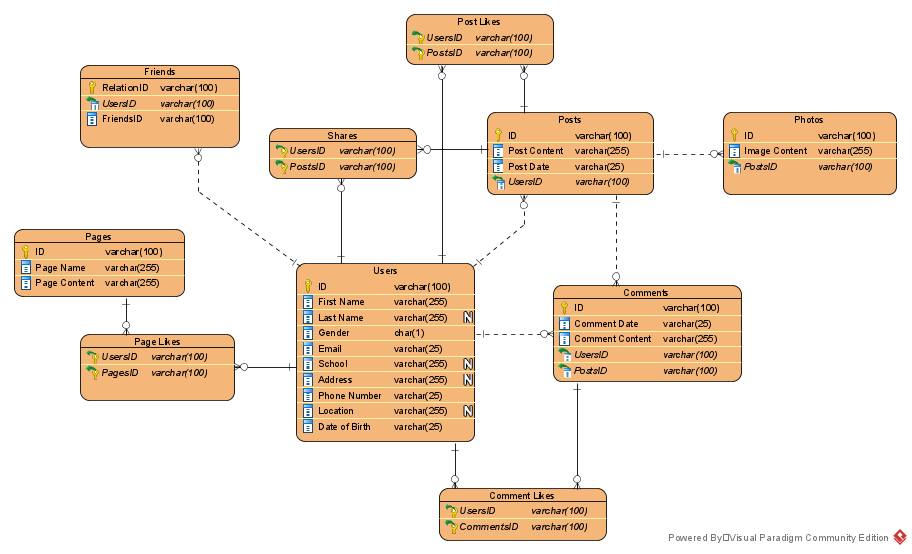 Post Likes
UsersID varchar(100)
PostsID varchar(100)
Friends
RelationID varchar(100)
UsersID varchar(100)
FriendsID varchar(100)
Shares
UsersID varchar(100)
PostsID varchar(100)
Posts
ID varchar(100)
Post Content varchar(255)
Post Date varchar(25)
UsersID varchar(100)
Photos
ID varchar(100)
Image Content varchar(255)
PostsID varchar(100)
Pages
ID varchar(100)
Page Name varchar(255)
Page Content varchar(255)
Users
ID varchar(100)
First Name varchar(255)
Last Name varchar(255) N
Gender char(1)
Email varchar(25)
School varchar(255) N
Address varchar(255) N
Phone Number varchar(25)
Location varchar(255) N
Date of Birth varchar(25)
Comments
ID varchar(100)
Comment Date varchar(25)
Comment Content varchar(255)
UsersID varchar(100)
PostsID varchar(100)
Page Likes
UsersID varchar(100)
PagesID varchar(100)
Comment Likes
UsersID varchar(100)
CommentsID varchar(100)
Powered By□Visual Paradigm Community Edition